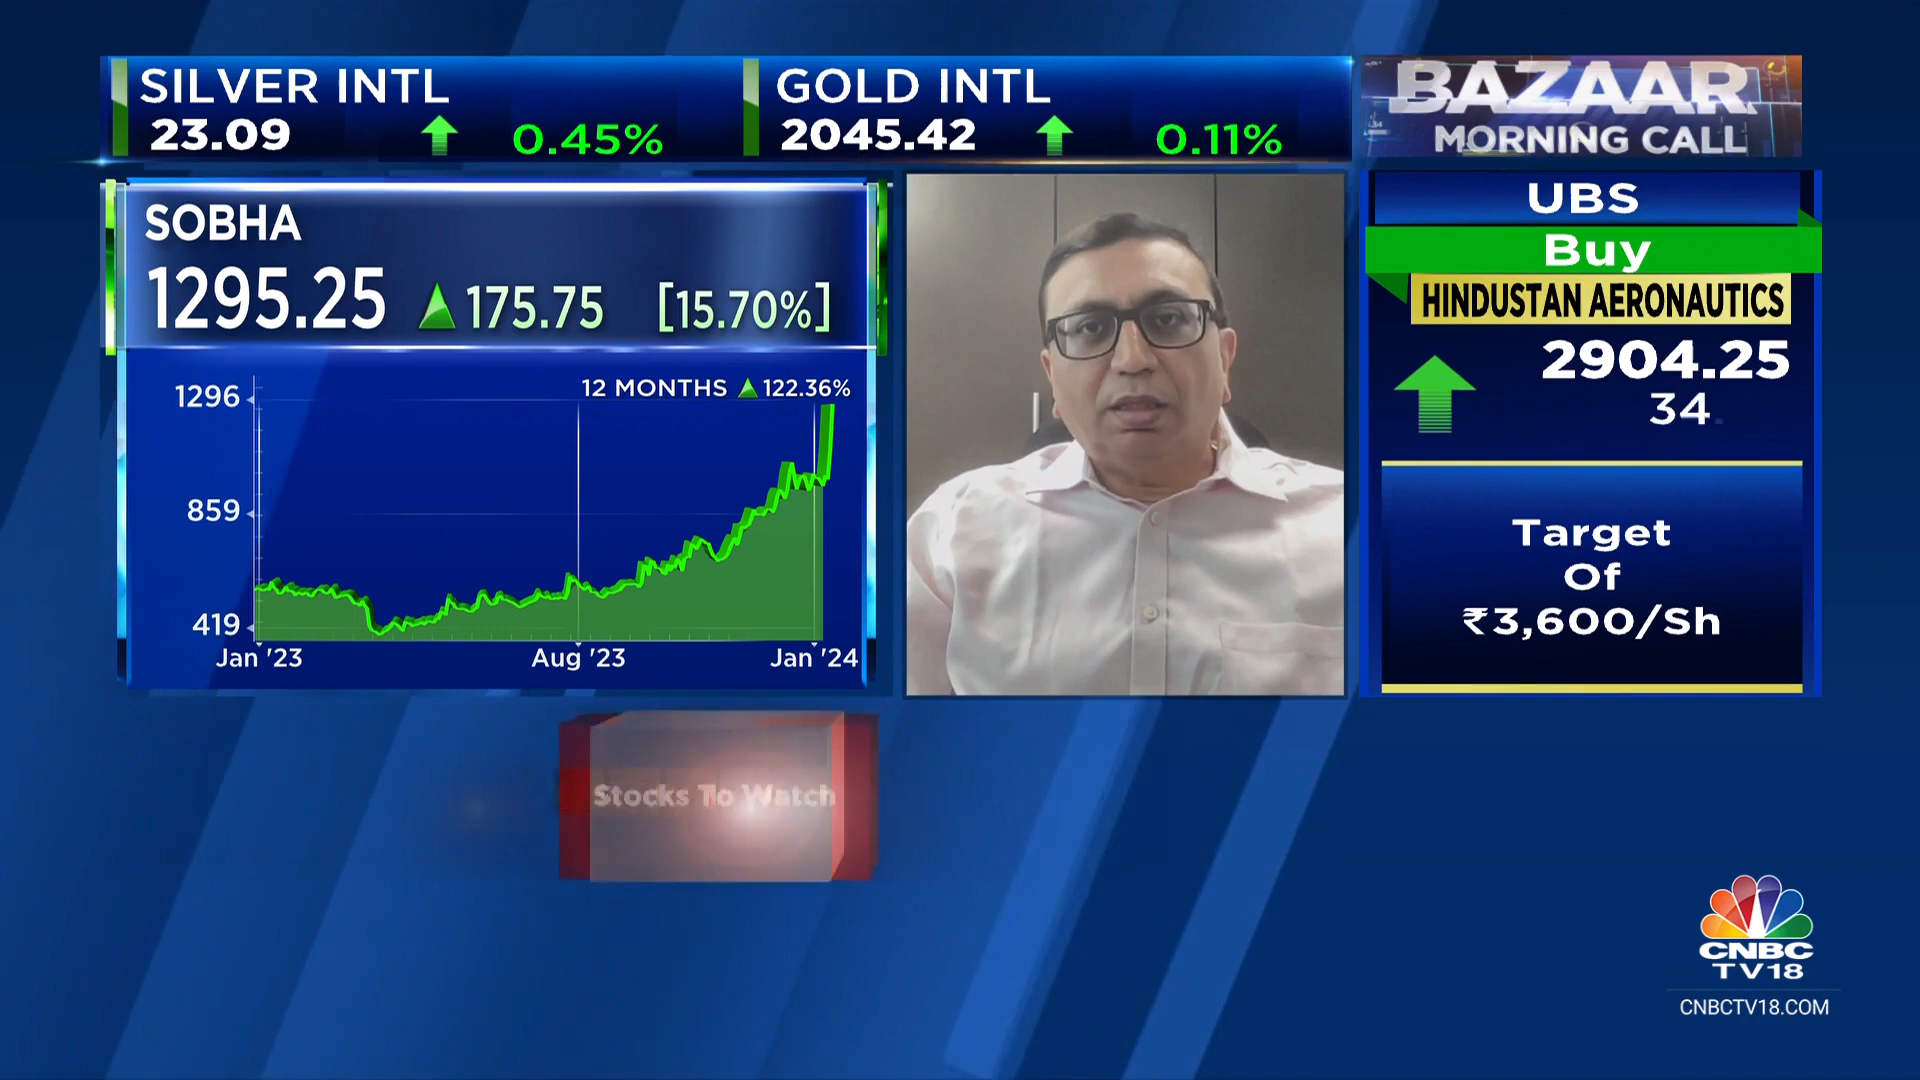 SILVER INTL
23.09 0.45%
GOLD INTL
2045.42 0.11%
BAZAAR
MORNING CALL
SOBHA
1295.25 175.75 [15.70%]
12 MONTHS 122.36%
1296
859
419
Jan '23 Aug '23 Jan '24
UBS
Buy
HINDUSTAN AERONAUTICS
2904.25
34
Target
Of
₹3,600/Sh
Stocks To Watch
CNBC
TV18
CNBCTV18.COM